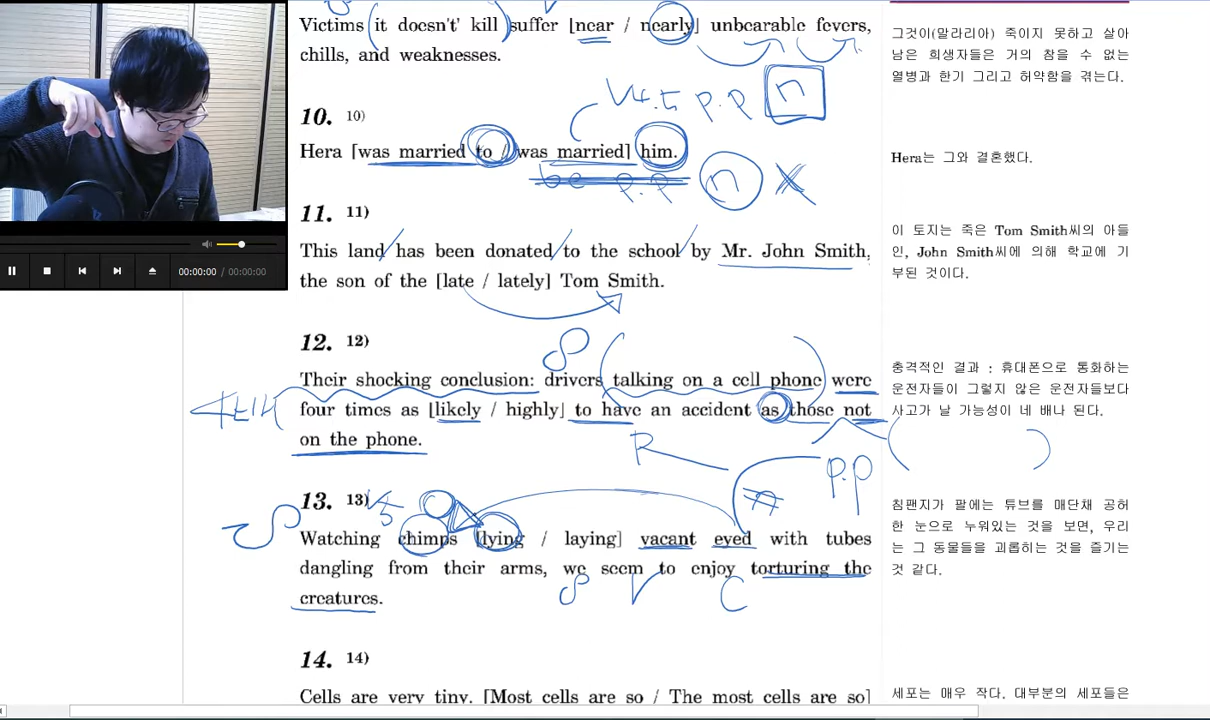 Victims it doesn't' kill suffer [near / nearly] unbearable fevers,
chills, and weaknesses.
그것이(말라리아) 죽이지 못하고 살아
남은 희생자들은 거의 참을 수 없는
열병과 한기 그리고 허약함을 겪는다.
V4.5 p.p n
10. 10)
Hera [was married to / was married] him.
Hera는 그와 결혼했다.
be p.p n X
11. 11)
This land has been donated to the school by Mr. John Smith,
the son of the [late / lately] Tom Smith.
이 토지는 죽은 Tom Smith씨의 아들
인, John Smith씨에 의해 학교에 기
부된 것이다.
12. 12)
S
Their shocking conclusion: drivers talking on a cell phone were
four times as [likely / highly] to have an accident as those not
on the phone.
충격적인 결과 : 휴대폰으로 통화하는
운전자들이 그렇지 않은 운전자들보다
사고가 날 가능성이 네 배나 된다.
R
p.p
n
13. 13)
V5
O
Watching chimps [lying / laying] vacant eyed with tubes
dangling from their arms, we seem to enjoy torturing the
creatures.
S V C
침팬지가 팔에는 튜브를 매단채 공허
한 눈으로 누워있는 것을 보면, 우리
는 그 동물들을 괴롭히는 것을 즐기는
것 같다.
14. 14)
Cells are very tiny. [Most cells are so / The most cells are so]
세포는 매우 작다. 대부분의 세포들은
00:00:00 / 00:00:00